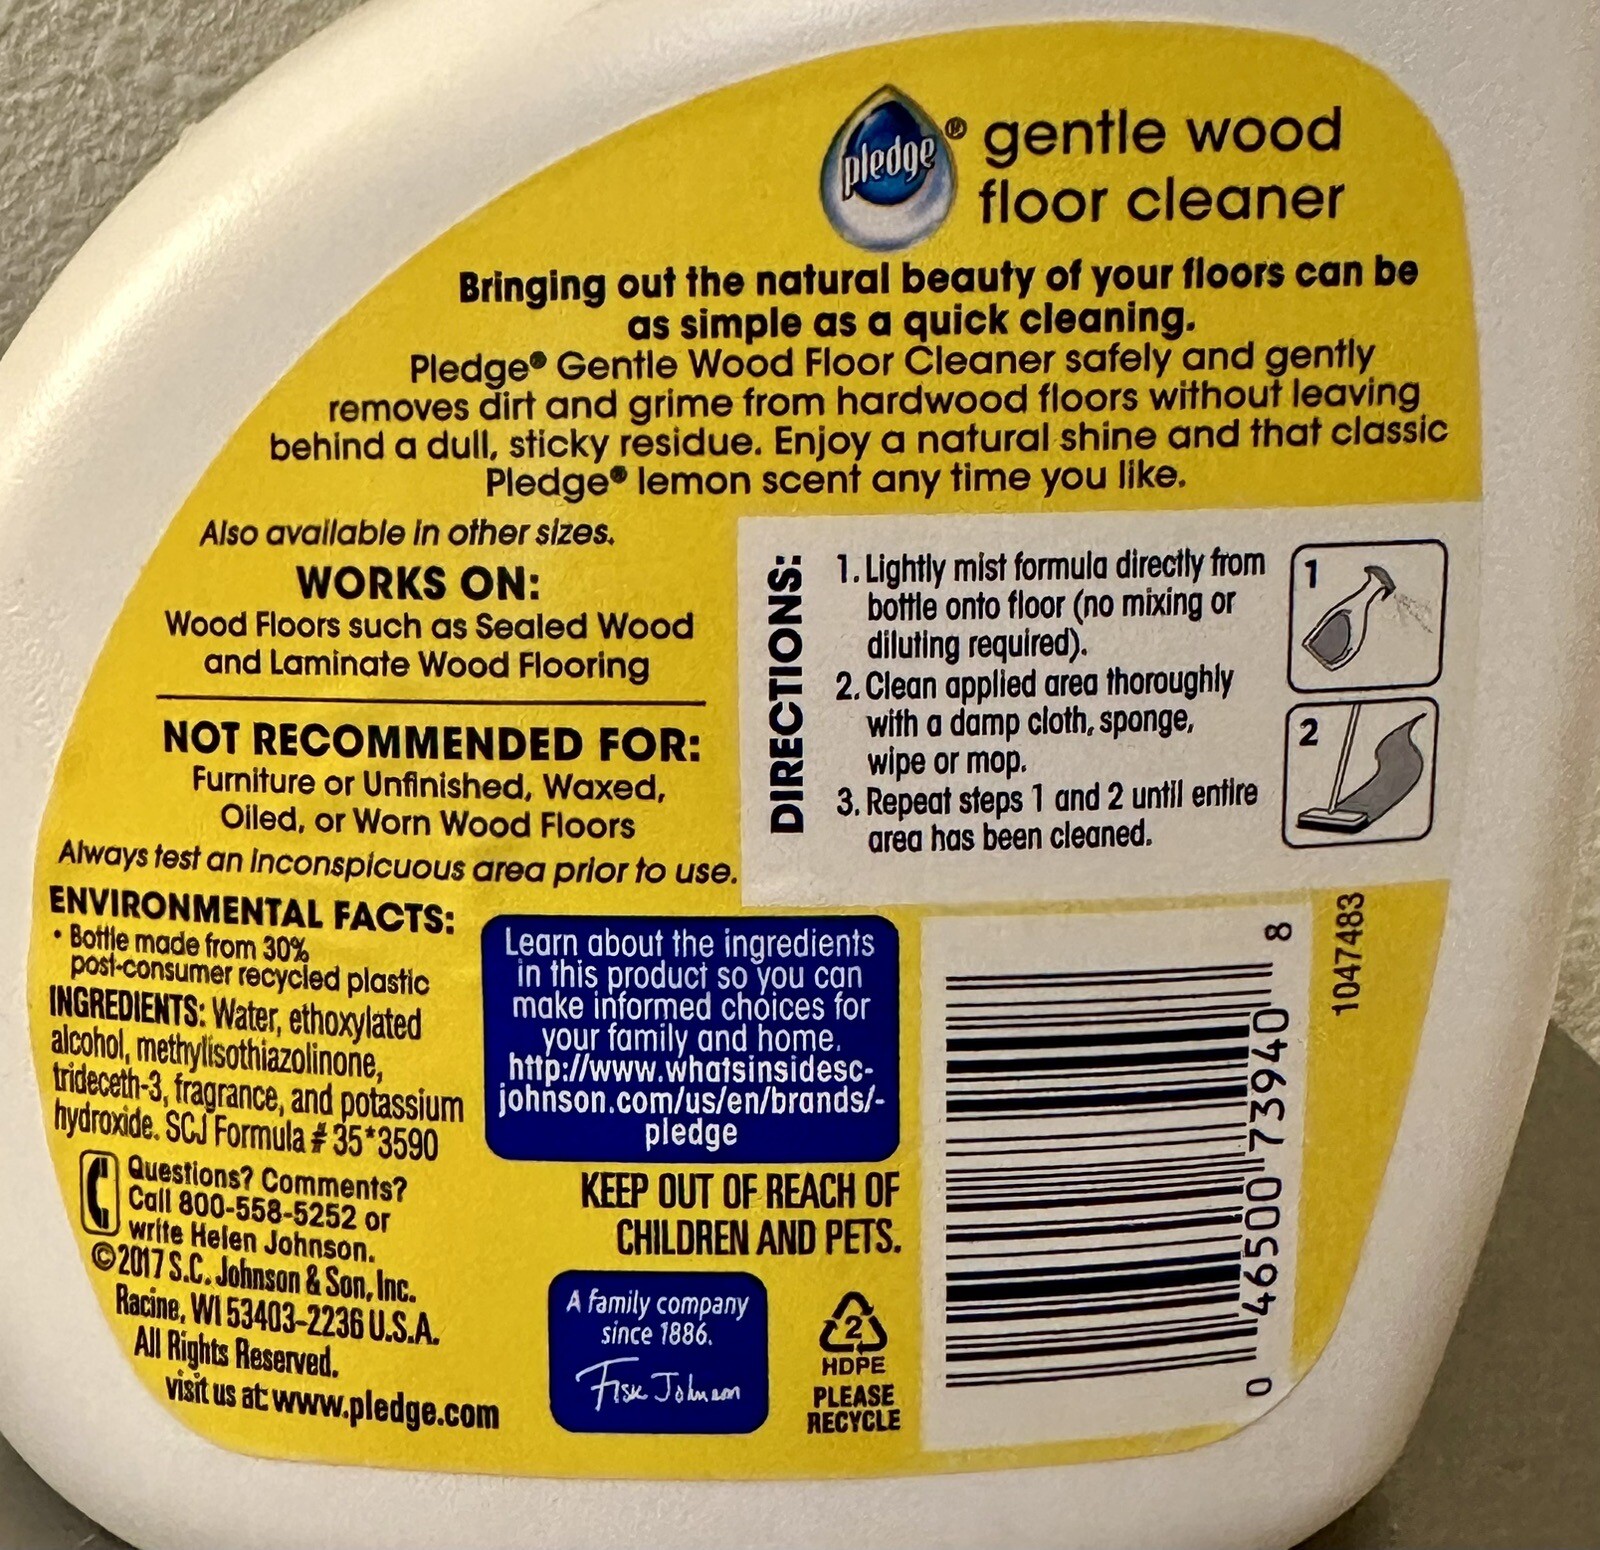 pledge® gentle wood
floor cleaner
Bringing out the natural beauty of your floors can be
as simple as a quick cleaning.
Pledge® Gentle Wood Floor Cleaner safely and gently
removes dirt and grime from hardwood floors without leaving
behind a dull, sticky residue. Enjoy a natural shine and that classic
Pledge® lemon scent any time you like.
Also available in other sizes.
WORKS ON:
Wood Floors such as Sealed Wood
and Laminate Wood Flooring
NOT RECOMMENDED FOR:
Furniture or Unfinished, Waxed,
Oiled, or Worn Wood Floors
Always test an inconspicuous area prior to use.
DIRECTIONS:
1. Lightly mist formula directly from
bottle onto floor (no mixing or
diluting required).
2. Clean applied area thoroughly
with a damp cloth, sponge,
wipe or mop.
3. Repeat steps 1 and 2 until entire
area has been cleaned.
1
2
ENVIRONMENTAL FACTS:
• Bottle made from 30%
post-consumer recycled plastic
INGREDIENTS: Water, ethoxylated
alcohol, methylisothiazolinone,
trideceth-3, fragrance, and potassium
hydroxide. SCJ Formula # 35*3590
Questions? Comments?
Call 800-558-5252 or
write Helen Johnson.
©2017 S.C. Johnson & Son, Inc.
Racine, WI 53403-2236 U.S.A.
All Rights Reserved.
visit us at www.pledge.com
Learn about the ingredients
in this product so you can
make informed choices for
your family and home.
http://www.whatsinsidesc-
johnson.com/us/en/brands/-
pledge
KEEP OUT OF REACH OF
CHILDREN AND PETS.
A family company
since 1886.
Fisk Johnson
2
HDPE
PLEASE
RECYCLE
0 46500 73940 8
1047483